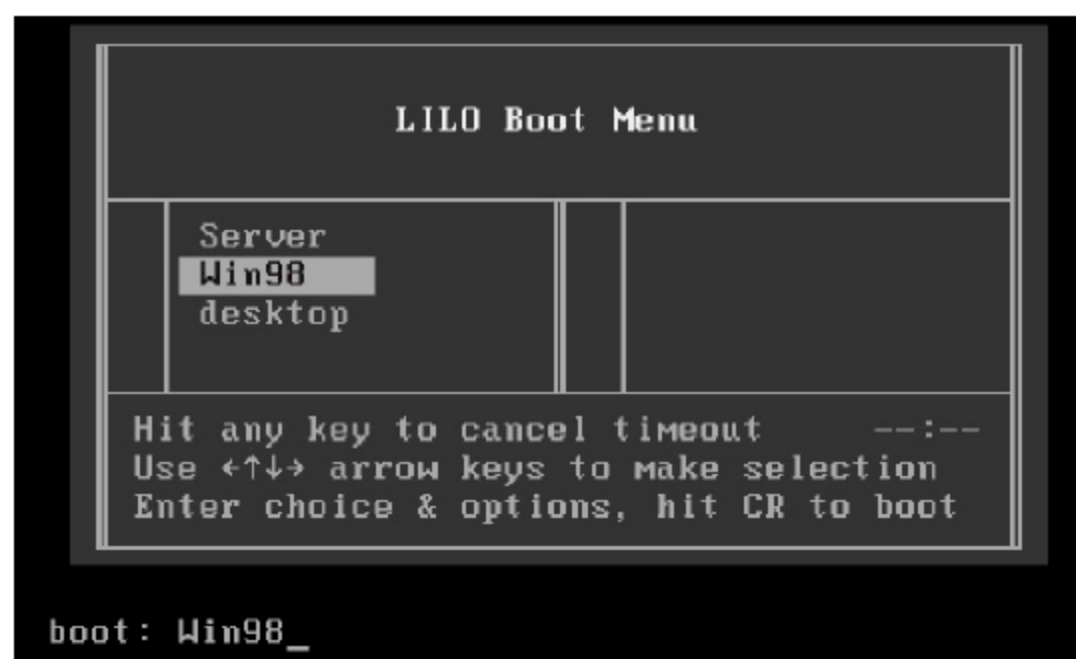 LILO Boot Menu
Server
Win98
desktop
Hit any key to cancel timeout --:--
Use ←↑↓→ arrow keys to make selection
Enter choice & options, hit CR to boot
boot: Win98_